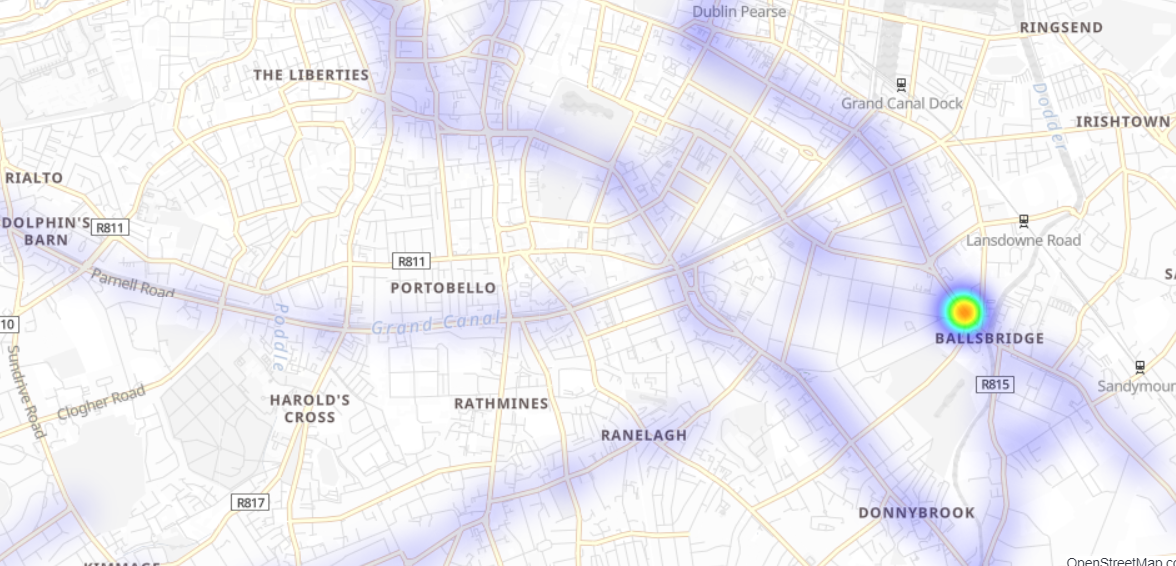 Dublin Pearse
RINGSEND
THE LIBERTIES
Grand Canal Dock
Dodder
IRISHTOWN
RIALTO
DOLPHIN'S
BARN
R811
Lansdowne Road
R811
Parnell Road
PORTOBELLO
SA
10
Poddle
Grand Canal
BALLSBRIDGE
Sundrive Road
R815
Sandymour
Clogher Road
HAROLD'S
CROSS
RATHMINES
RANELAGH
R817
DONNYBROOK
KIMMAGE
OpenStreetMap c